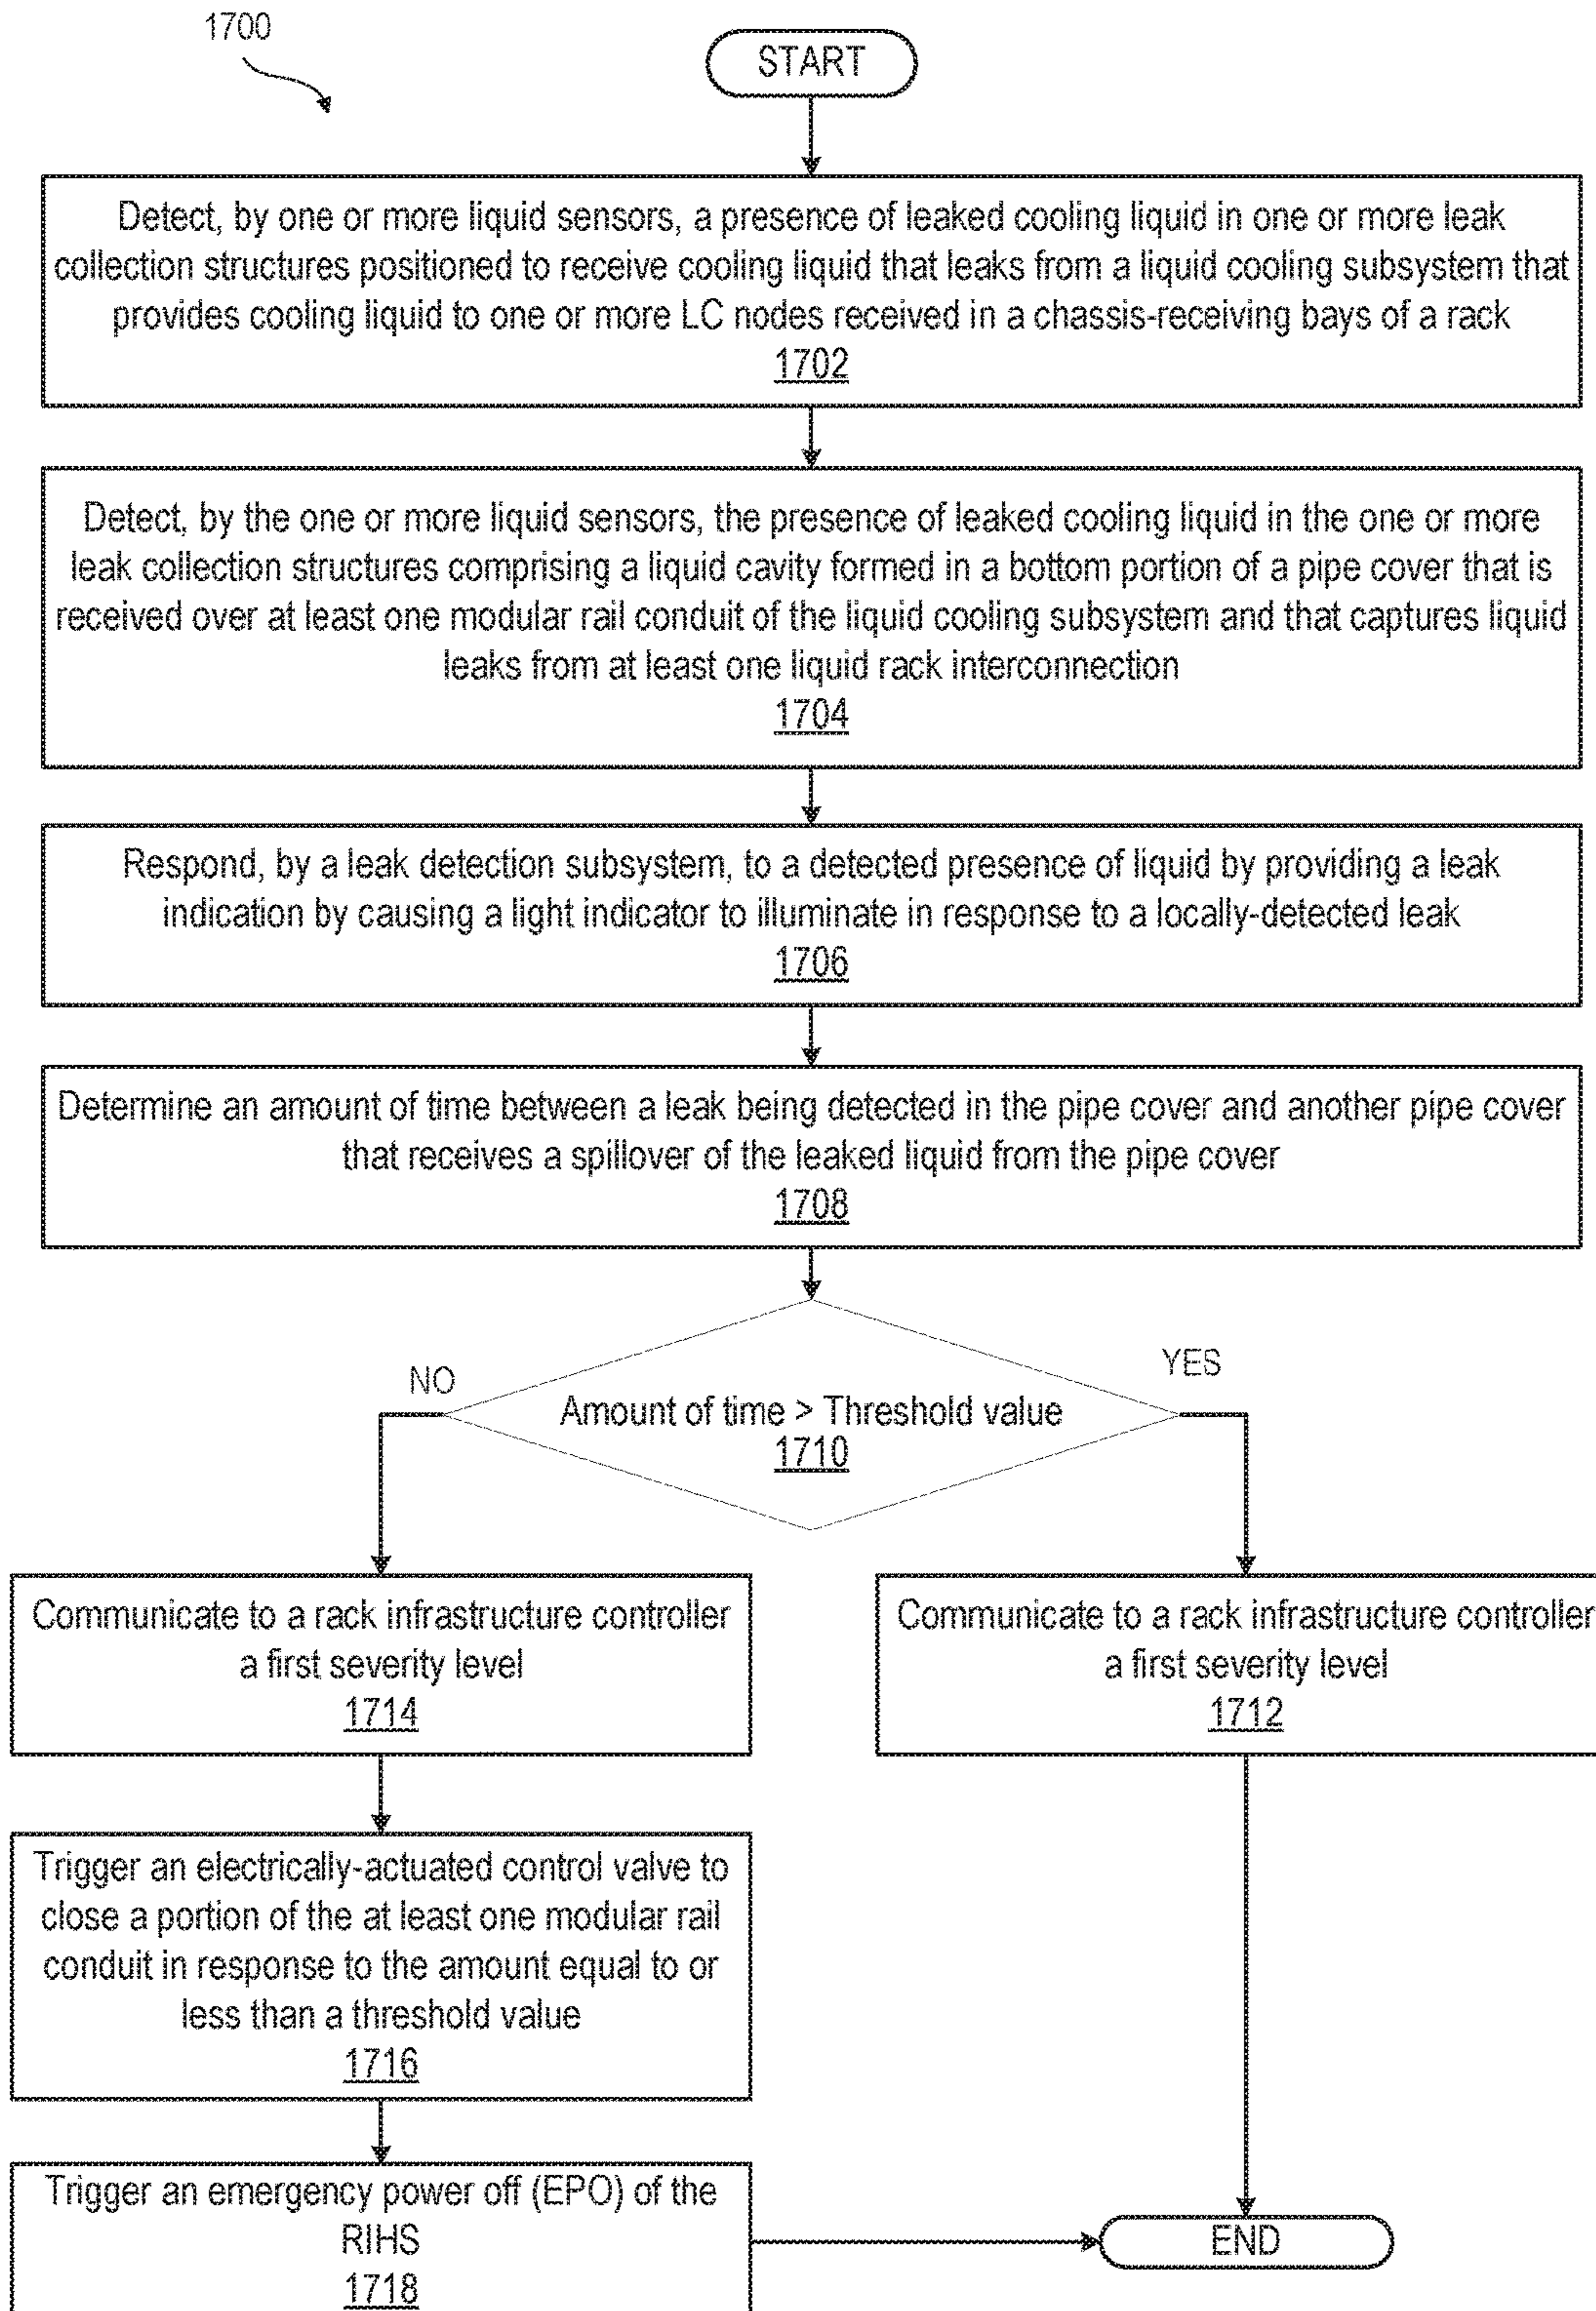 1700
START
Detect, by one or more liquid sensors, a presence of leaked cooling liquid in one or more leak
collection structures positioned to receive cooling liquid that leaks from a liquid cooling subsystem that
provides cooling liquid to one or more LC nodes received in a chassis-receiving bays of a rack
1702
Detect, by the one or more liquid sensors, the presence of leaked cooling liquid in the one or more
leak collection structures comprising a liquid cavity formed in a bottom portion of a pipe cover that is
received over at least one modular rail conduit of the liquid cooling subsystem and that captures liquid
leaks from at least one liquid rack interconnection
1704
Respond, by a leak detection subsystem, to a detected presence of liquid by providing a leak
indication by causing a light indicator to illuminate in response to a locally-detected leak
1706
Determine an amount of time between a leak being detected in the pipe cover and another pipe cover
that receives a spillover of the leaked liquid from the pipe cover
1708
NO
YES
Amount of time > Threshold value
1710
Communicate to a rack infrastructure controller
a first severity level
1714
Communicate to a rack infrastructure controller
a first severity level
1712
Trigger an electrically-actuated control valve to
close a portion of the at least one modular rail
conduit in response to the amount equal to or
less than a threshold value
1716
Trigger an emergency power off (EPO) of the
RIHS
1718
END